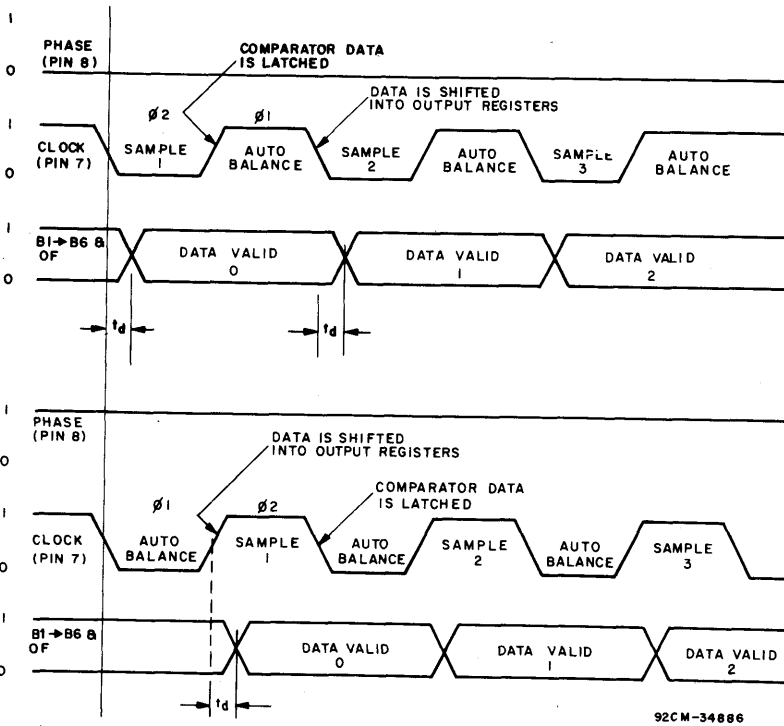 1
PHASE
(PIN 8)
0
COMPARATOR DATA
IS LATCHED
DATA IS SHIFTED
INTO OUTPUT REGISTERS
Ø2
Ø1
1
CLOCK
(PIN 7)
0
SAMPLE
1
AUTO
BALANCE
SAMPLE
2
AUTO
BALANCE
SAMPLE
3
AUTO
BALANCE
1
B1→B6 &
OF
0
DATA VALID
0
DATA VALID
1
DATA VALID
2
td
td
1
PHASE
(PIN 8)
0
DATA IS SHIFTED
INTO OUTPUT REGISTERS
COMPARATOR DATA
IS LATCHED
Ø1
Ø2
1
CLOCK
(PIN 7)
0
AUTO
BALANCE
SAMPLE
1
AUTO
BALANCE
SAMPLE
2
AUTO
BALANCE
SAMPLE
3
1
B1→B6 &
OF
0
DATA VALID
0
DATA VALID
1
DATA VALID
2
td
92CM-34886